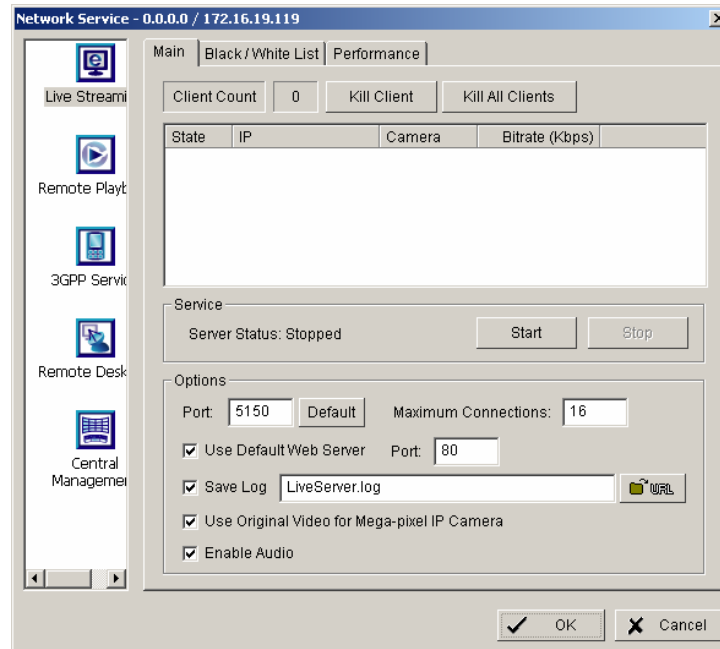 Network Service - 0.0.0.0 / 172.16.19.119
Live Streami
Remote Playb
3GPP Servic
Remote Desk
Central
Managemen
Main
Black / White List
Performance
Client Count
0
Kill Client
Kill All Clients
State IP Camera Bitrate (Kbps)
Service
Server Status: Stopped
Start
Stop
Options
Port: 5150 Default Maximum Connections: 16
Use Default Web Server Port: 80
Save Log LiveServer.log URL
Use Original Video for Mega-pixel IP Camera
Enable Audio
OK
Cancel